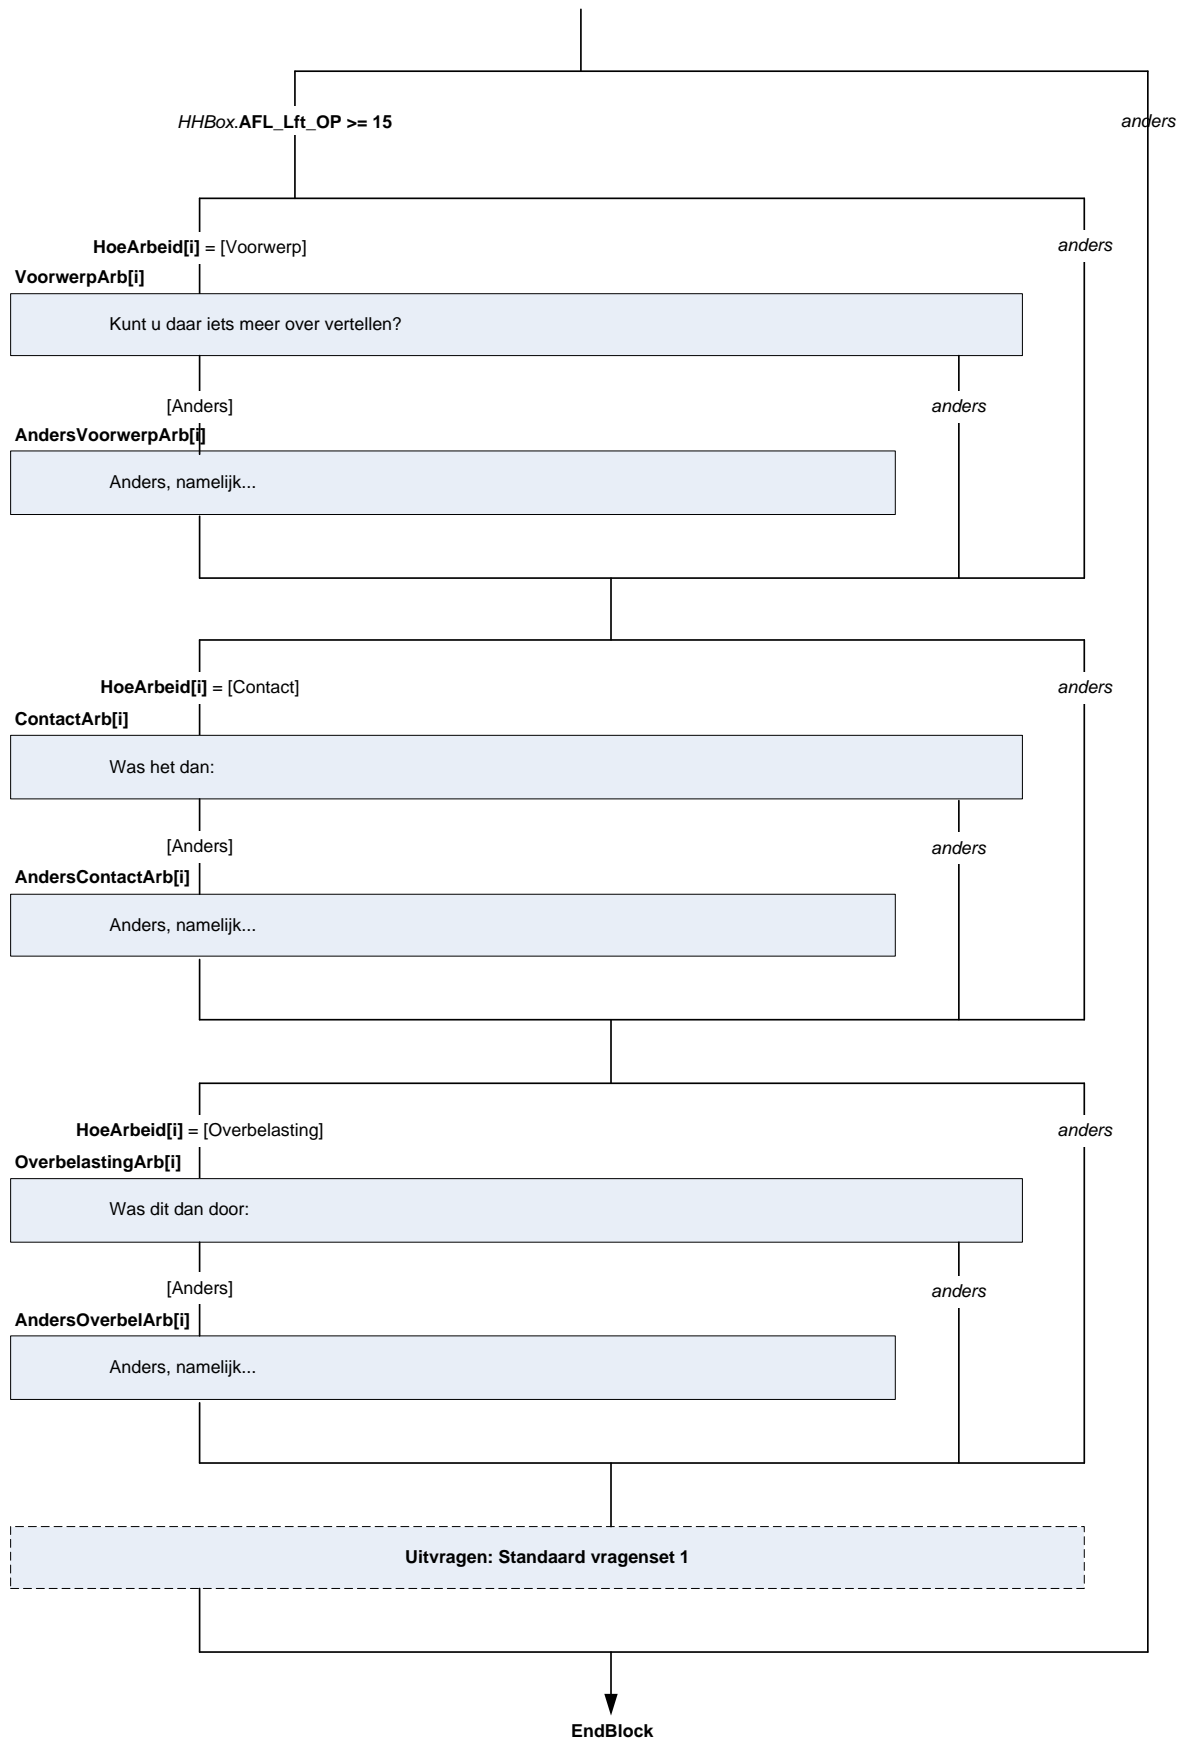 HHBox.AFL_Lft_OP >= 15
anders
HoeArbeid[i] = [Voorwerp]
anders
VoorwerpArb[i]
Kunt u daar iets meer over vertellen?
[Anders]
anders
AndersVoorwerpArb[i]
Anders, namelijk...
HoeArbeid[i] = [Contact]
anders
ContactArb[i]
Was het dan:
[Anders]
anders
AndersContactArb[i]
Anders, namelijk...
HoeArbeid[i] = [Overbelasting]
anders
OverbelastingArb[i]
Was dit dan door:
[Anders]
anders
AndersOverbelArb[i]
Anders, namelijk...
Uitvragen: Standaard vragenset 1
EndBlock